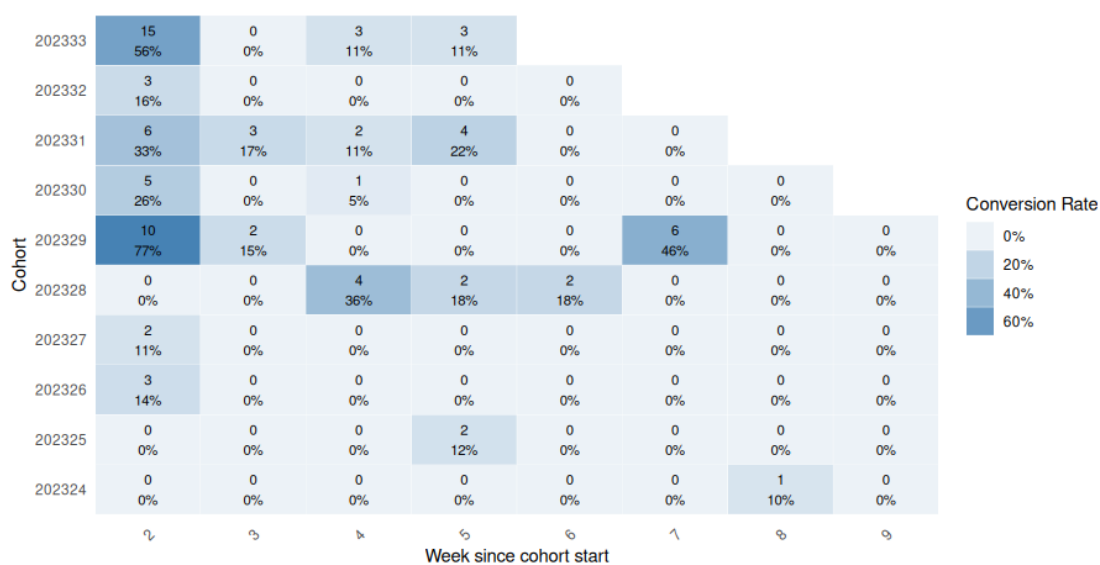 202333
15 0 3 3
56% 0% 11% 11%
202332
3 0 0 0 0
16% 0% 0% 0% 0%
202331
6 3 2 4 0 0
33% 17% 11% 22% 0% 0%
202330
5 0 1 0 0 0 0
26% 0% 5% 0% 0% 0% 0%
202329
10 2 0 0 0 6 0 0
77% 15% 0% 0% 0% 46% 0% 0%
202328
0 0 4 2 2 0 0 0
0% 0% 36% 18% 18% 0% 0% 0%
202327
2 0 0 0 0 0 0 0
11% 0% 0% 0% 0% 0% 0% 0%
202326
3 0 0 0 0 0 0 0
14% 0% 0% 0% 0% 0% 0% 0%
202325
0 0 0 2 0 0 0 0
0% 0% 0% 12% 0% 0% 0% 0%
202324
0 0 0 0 0 0 1 0
0% 0% 0% 0% 0% 0% 10% 0%
2 3 4 5 6 7 8 9
Week since cohort start
Cohort
Conversion Rate
0%
20%
40%
60%